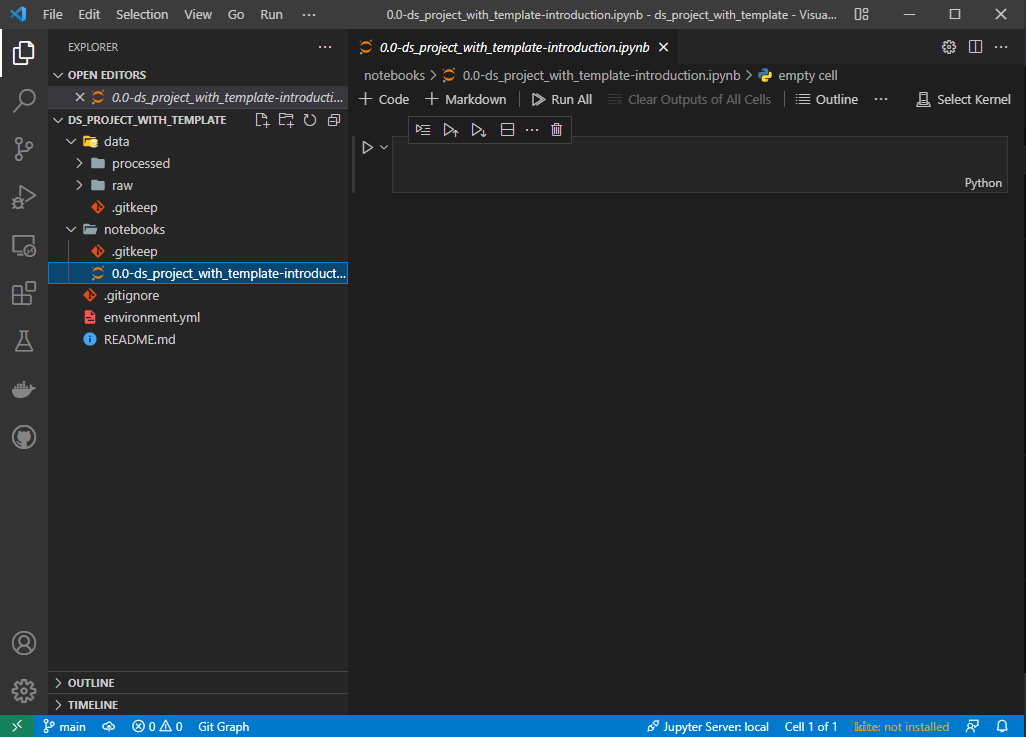 File Edit Selection View Go Run ··· 0.0-ds_project_with_template-introduction.ipynb - ds_project_with_template - Visua...
EXPLORER ···
OPEN EDITORS
0.0-ds_project_with_template-introducti...
DS_PROJECT_WITH_TEMPLATE
data
processed
raw
.gitkeep
notebooks
.gitkeep
0.0-ds_project_with_template-introduct...
.gitignore
environment.yml
README.md
OUTLINE
TIMELINE
0.0-ds_project_with_template-introduction.ipynb
notebooks > 0.0-ds_project_with_template-introduction.ipynb > empty cell
+ Code + Markdown Run All Clear Outputs of All Cells Outline ··· Select Kernel
Python
main 0 0 Git Graph Jupyter Server: local Cell 1 of 1 kite: not installed